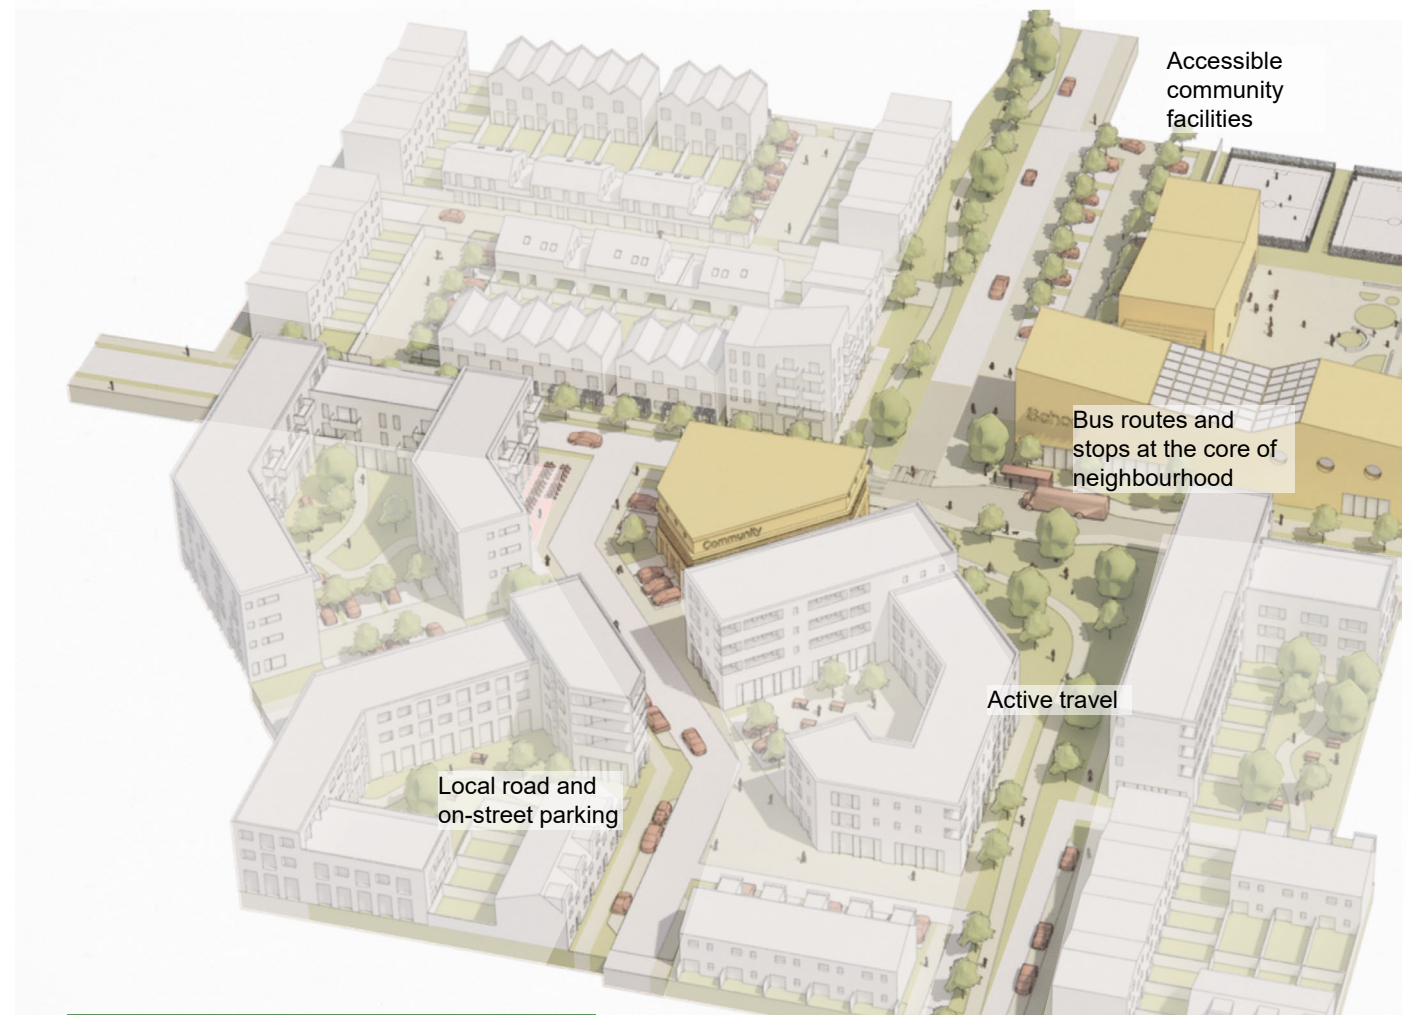 Accessible
community
facilities
Bus routes and
stops at the core of
neighbourhood
Community
Active travel
Local road and
on-street parking